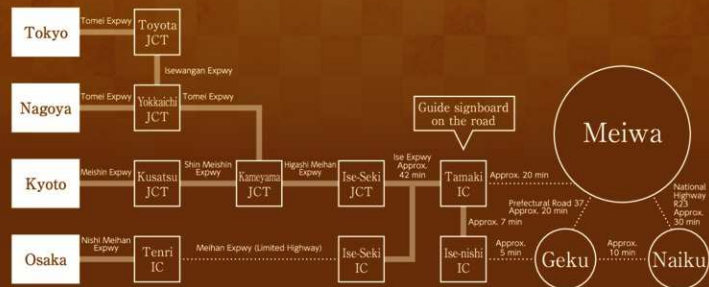 Tokyo
Tomei Expwy
Toyota
JCT
Isewangan Expwy
Nagoya
Tomei Expwy
Yokkaichi
JCT
Tomei Expwy
Guide signboard
on the road
Meiwa
Kyoto
Meishin Expwy
Kusatsu
JCT
Shin Meishin
Expwy
Kameyama
JCT
Higashi Meihan
Expwy
Ise-Seki
JCT
Ise Expwy
Approx.
42 min
Tamaki
IC
Approx. 20 min
Prefectural Road 37
Approx. 20 min
National
Highway
R23
Approx.
30 min
Approx. 7 min
Osaka
Nishi Meihan
Expwy
Tenri
IC
Meihan Expwy (Limited Highway)
Ise-Seki
IC
Ise-nishi
IC
Approx.
5 min
Geku
Approx.
10 min
Naiku